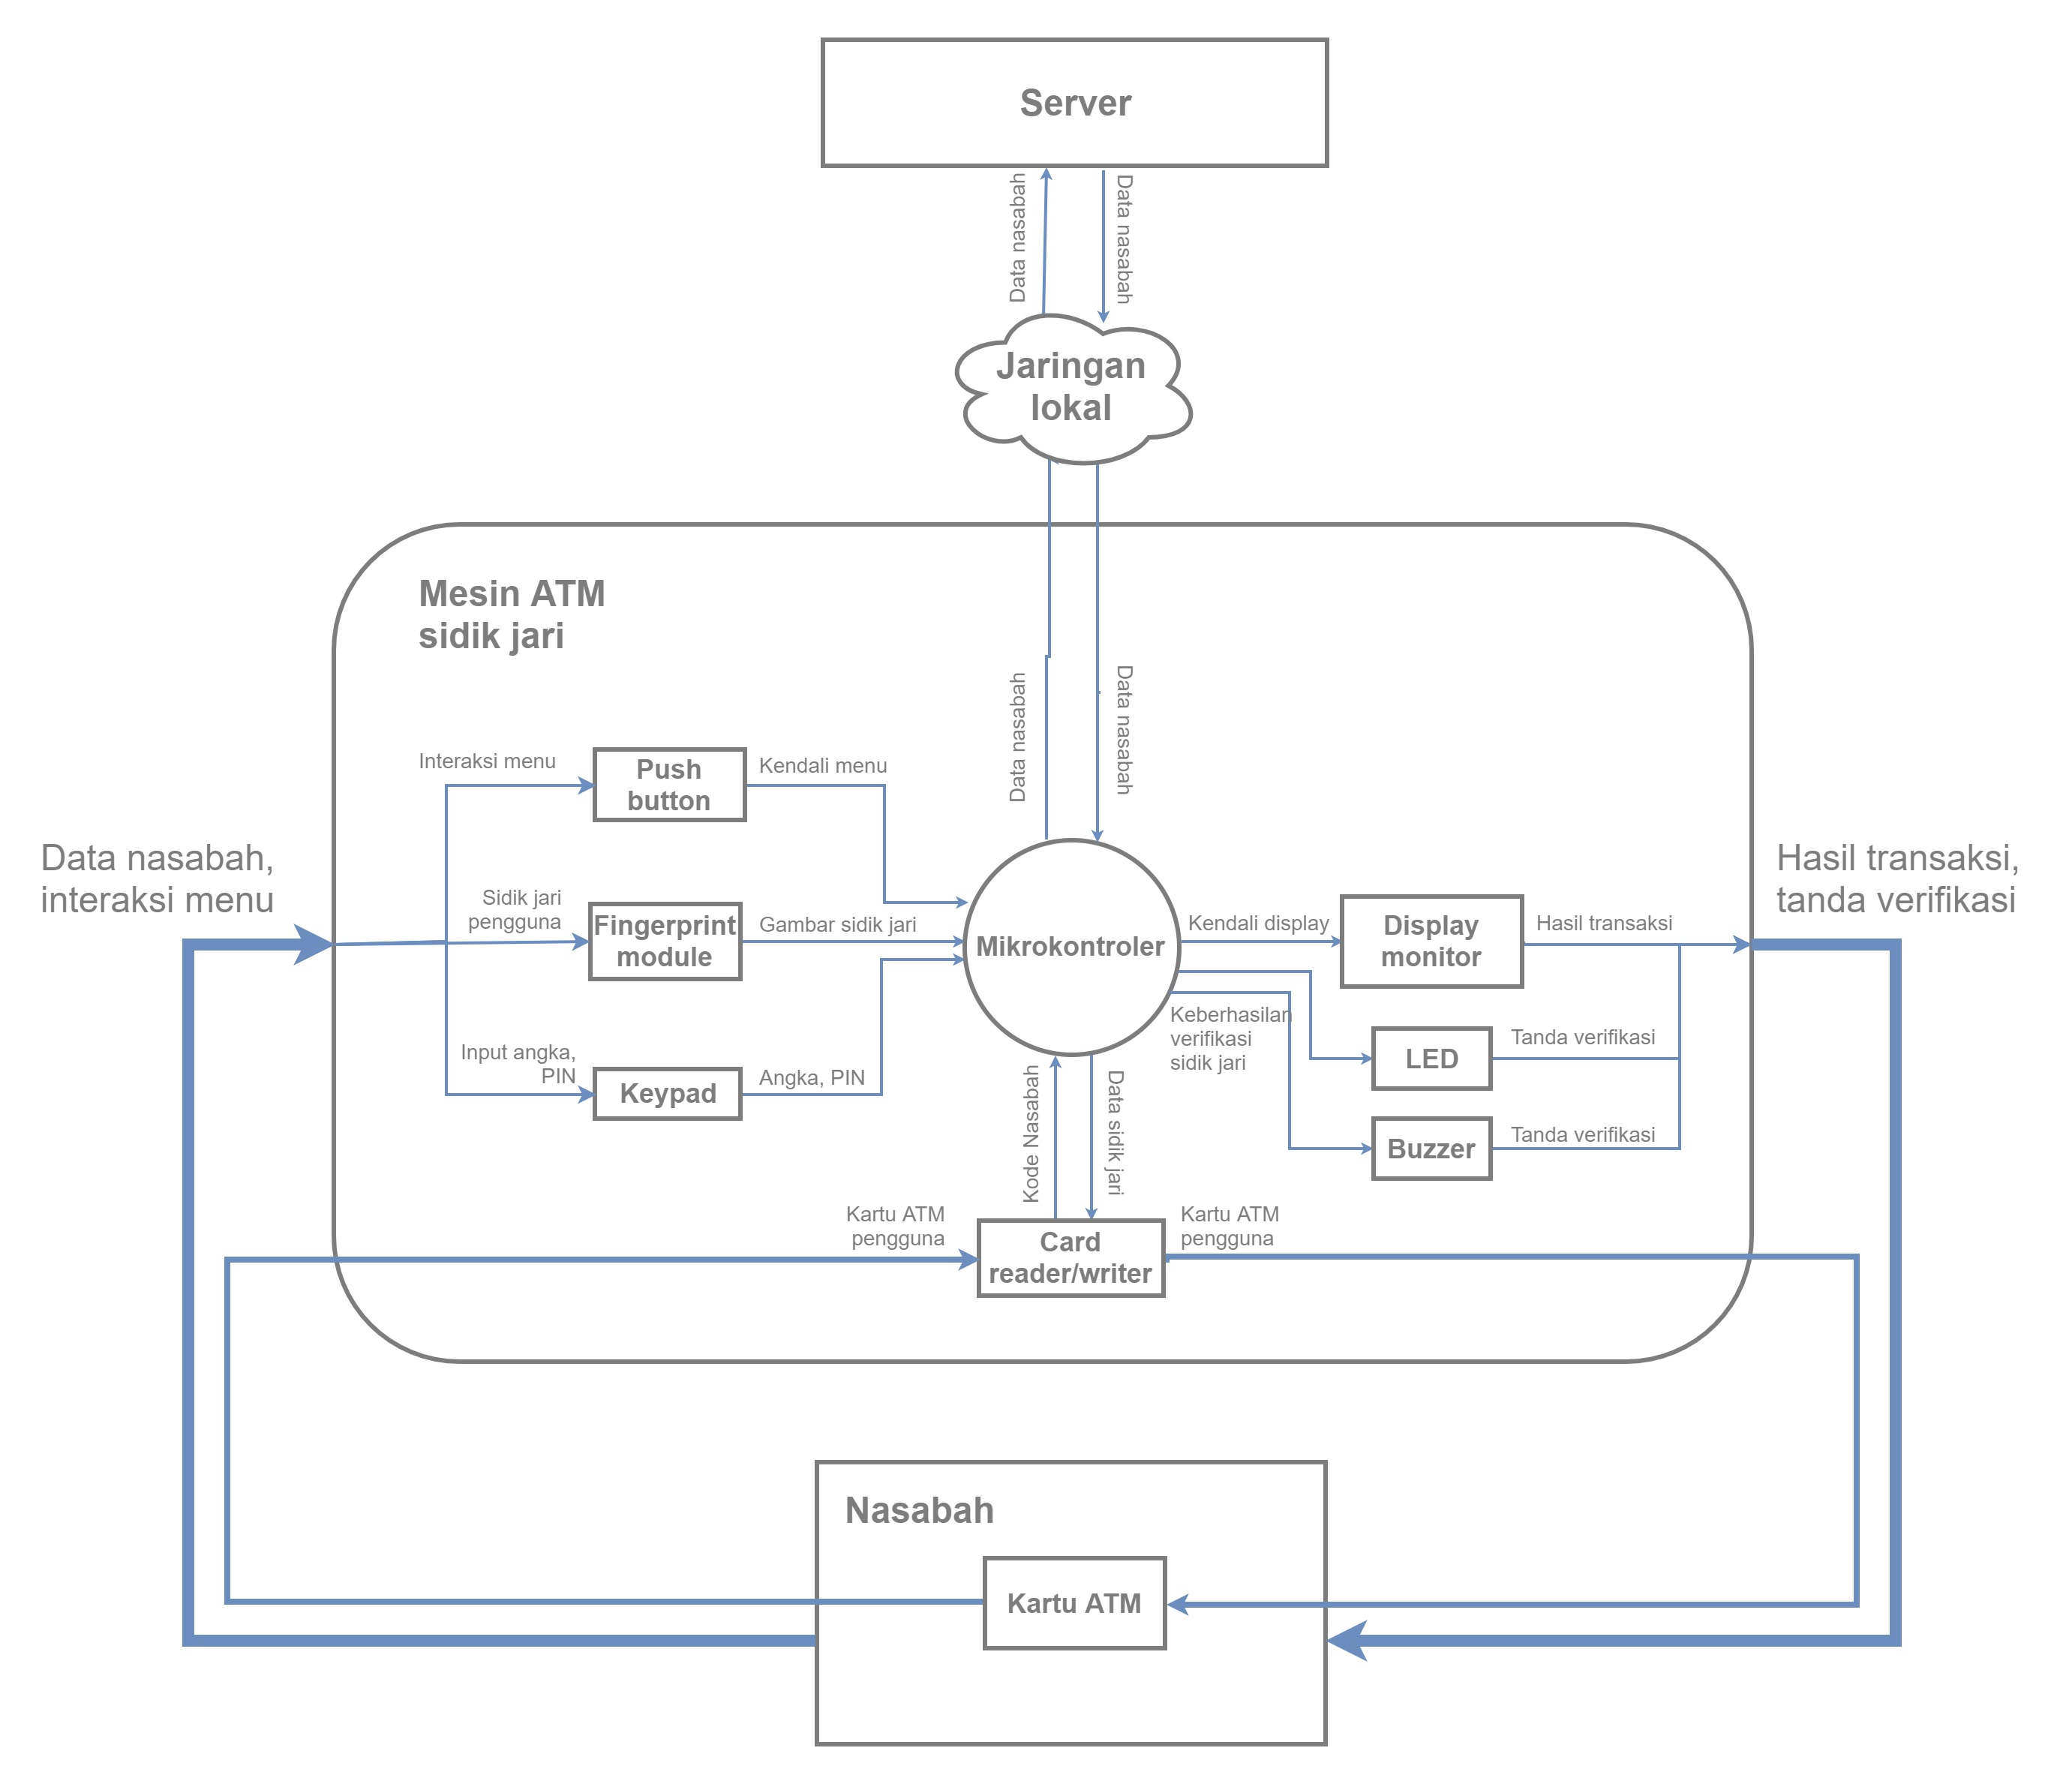 Server
Data nasabah
Data nasabah
Jaringan
lokal
Mesin ATM
sidik jari
Data nasabah
Data nasabah
Interaksi menu
Push
button
Kendali menu
Data nasabah,
interaksi menu
Sidik jari
pengguna
Fingerprint
module
Gambar sidik jari
Mikrokontroler
Kendali display
Display
monitor
Hasil transaksi
Hasil transaksi,
tanda verifikasi
Input angka,
PIN
Keypad
Angka, PIN
Keberhasilan
verifikasi
sidik jari
LED
Tanda verifikasi
Buzzer
Tanda verifikasi
Kode Nasabah
Data sidik jari
Kartu ATM
pengguna
Card
reader/writer
Kartu ATM
pengguna
Nasabah
Kartu ATM